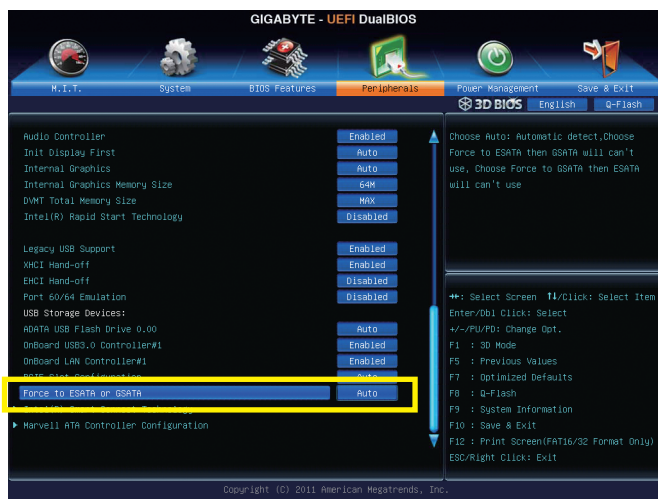 GIGABYTE - UEFI DualBIOS
M.I.T. System BIOS Features Peripherals Power Management Save & Exit
3D BIOS English Q-Flash
Audio Controller Enabled
Init Display First Auto
Internal Graphics Auto
Internal Graphics Memory Size 64M
DVMT Total Memory Size MAX
Intel(R) Rapid Start Technology Disabled
Legacy USB Support Enabled
XHCI Hand-off Enabled
EHCI Hand-off Disabled
Port 60/64 Emulation Disabled
USB Storage Devices:
ADATA USB Flash Drive 0.00 Auto
OnBoard USB3.0 Controller#1 Enabled
OnBoard LAN Controller#1 Enabled
PCIE Slot Configuration Auto
Force to ESATA or GSATA Auto
Marvell ATA Controller Configuration
Choose Auto: Automatic detect,Choose
Force to ESATA then GSATA will can't
use, Choose Force to GSATA then ESATA
will can't use
: Select Screen ↑↓/Click: Select Item
Enter/Dbl Click: Select
+/-/PU/PD: Change Opt.
F1 : 3D Mode
F5 : Previous Values
F7 : Optimized Defaults
F8 : Q-Flash
F9 : System Information
F10 : Save & Exit
F12 : Print Screen(FAT16/32 Format Only)
ESC/Right Click: Exit
Copyright (C) 2011 American Megatrends, Inc.